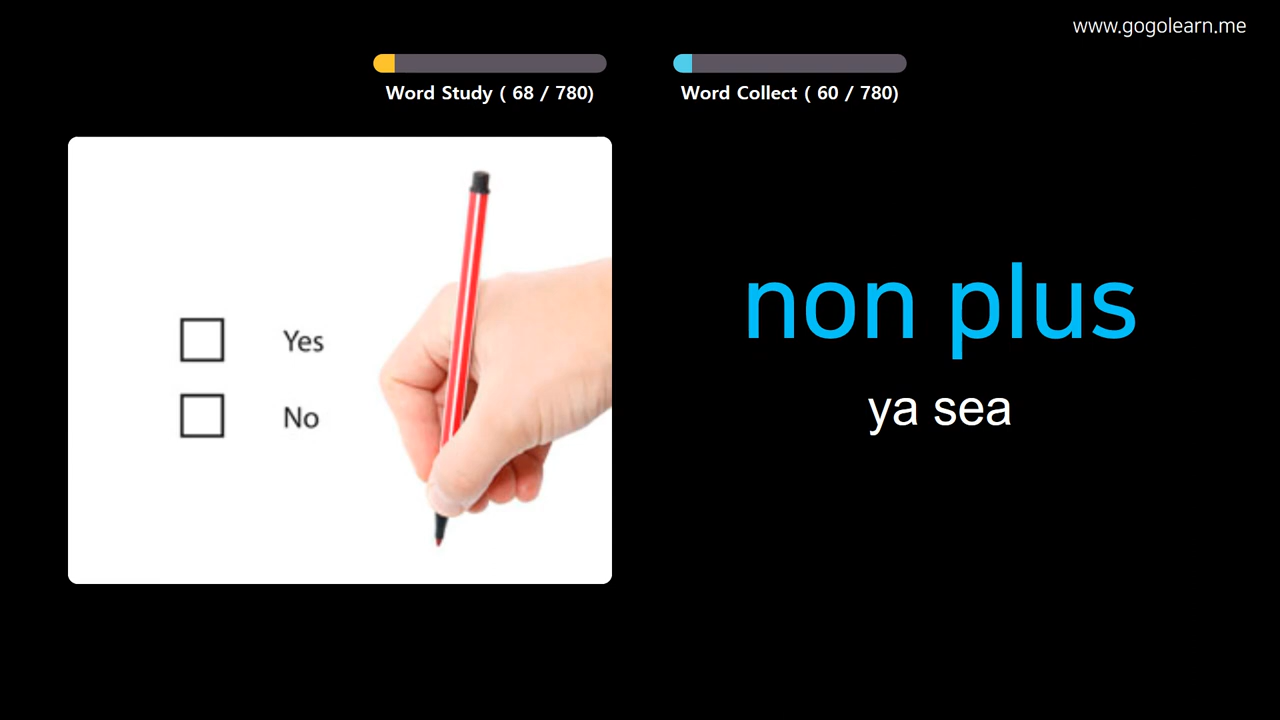 www.gogolearn.me
Word Study ( 68 / 780)
Word Collect ( 60 / 780)
Yes
No
non plus
ya sea